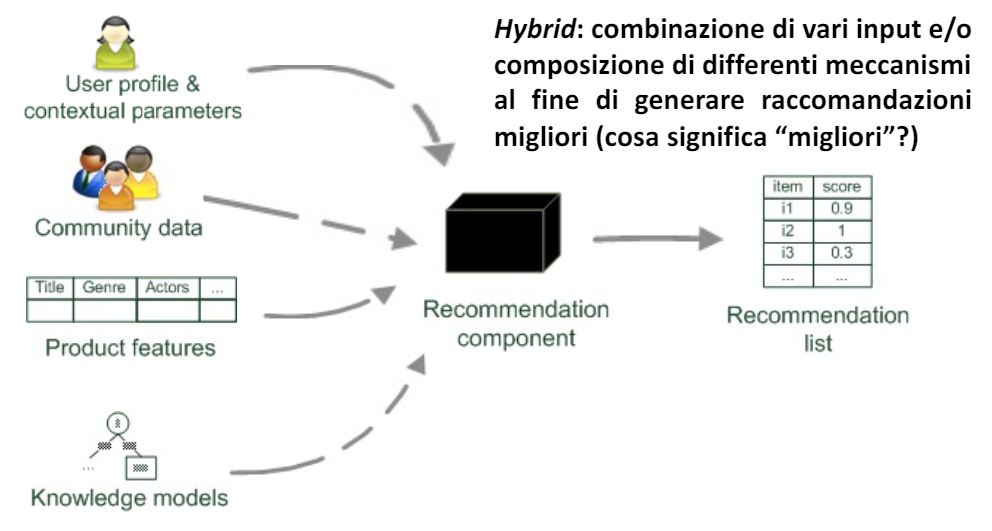 Hybrid: combinazione di vari input e/o
composizione di differenti meccanismi
al fine di generare raccomandazioni
migliori (cosa significa “migliori”?)
User profile &
contextual parameters
Community data
Title Genre Actors ...
Product features
...
Knowledge models
Recommendation
component
item score
i1 0.9
i2 1
i3 0.3
... ...
Recommendation
list